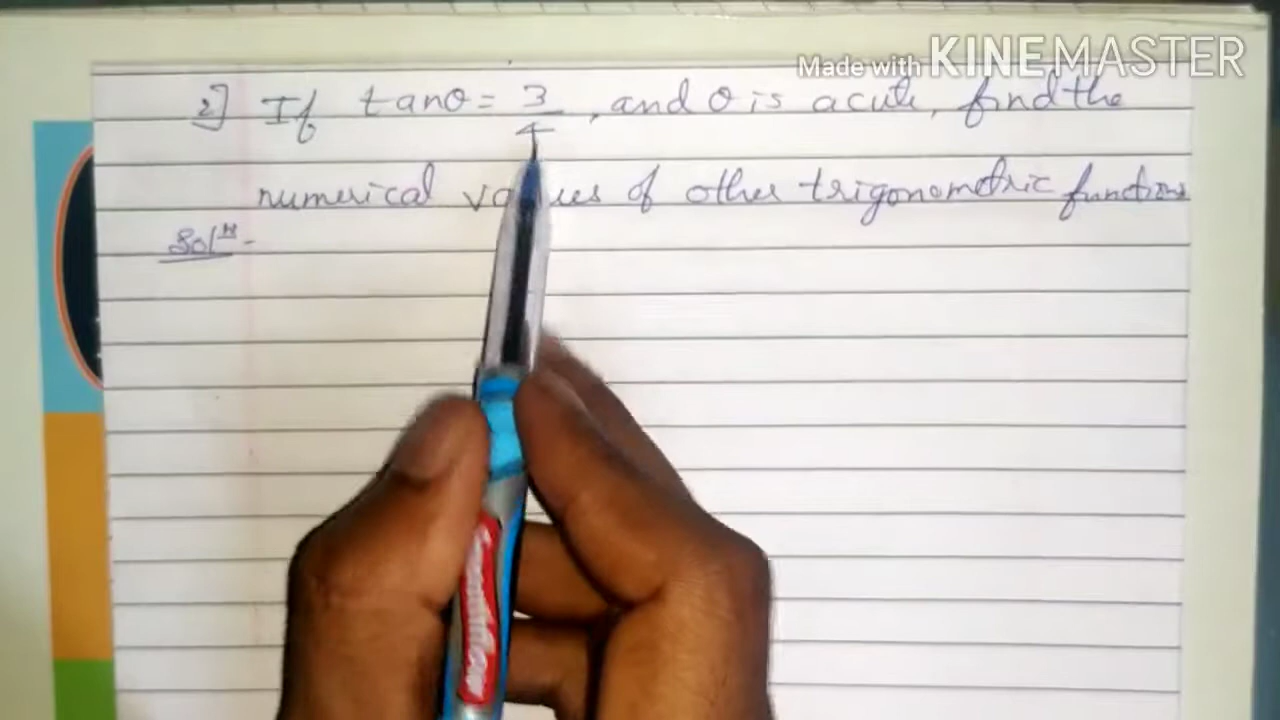 Made with KINEMASTER
2] If tanθ = 3/4, and θ is acute, find the
numerical values of other trigonometric functions
Solⁿ -